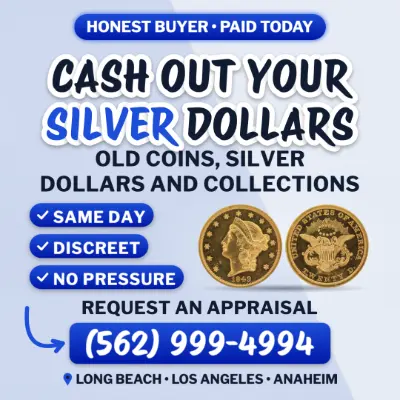 HONEST BUYER • PAID TODAY
CASH OUT YOUR
SILVER DOLLARS
OLD COINS, SILVER
DOLLARS AND COLLECTIONS
SAME DAY
DISCREET
NO PRESSURE
UNITED STATES OF AMERICA
TWENTY D.
REQUEST AN APPRAISAL
(562) 999-4994
LONG BEACH • LOS ANGELES • ANAHEIM